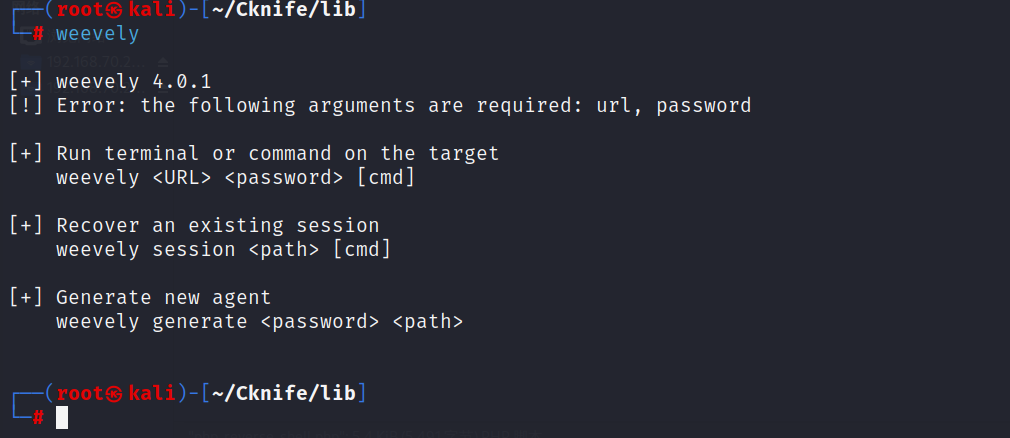 ┌──(root㉿kali)-[~/Cknife/lib]
└─# weevely
[+] weevely 4.0.1
[!] Error: the following arguments are required: url, password
[+] Run terminal or command on the target
weevely <URL> <password> [cmd]
[+] Recover an existing session
weevely session <path> [cmd]
[+] Generate new agent
weevely generate <password> <path>
┌──(root㉿kali)-[~/Cknife/lib]
└─#